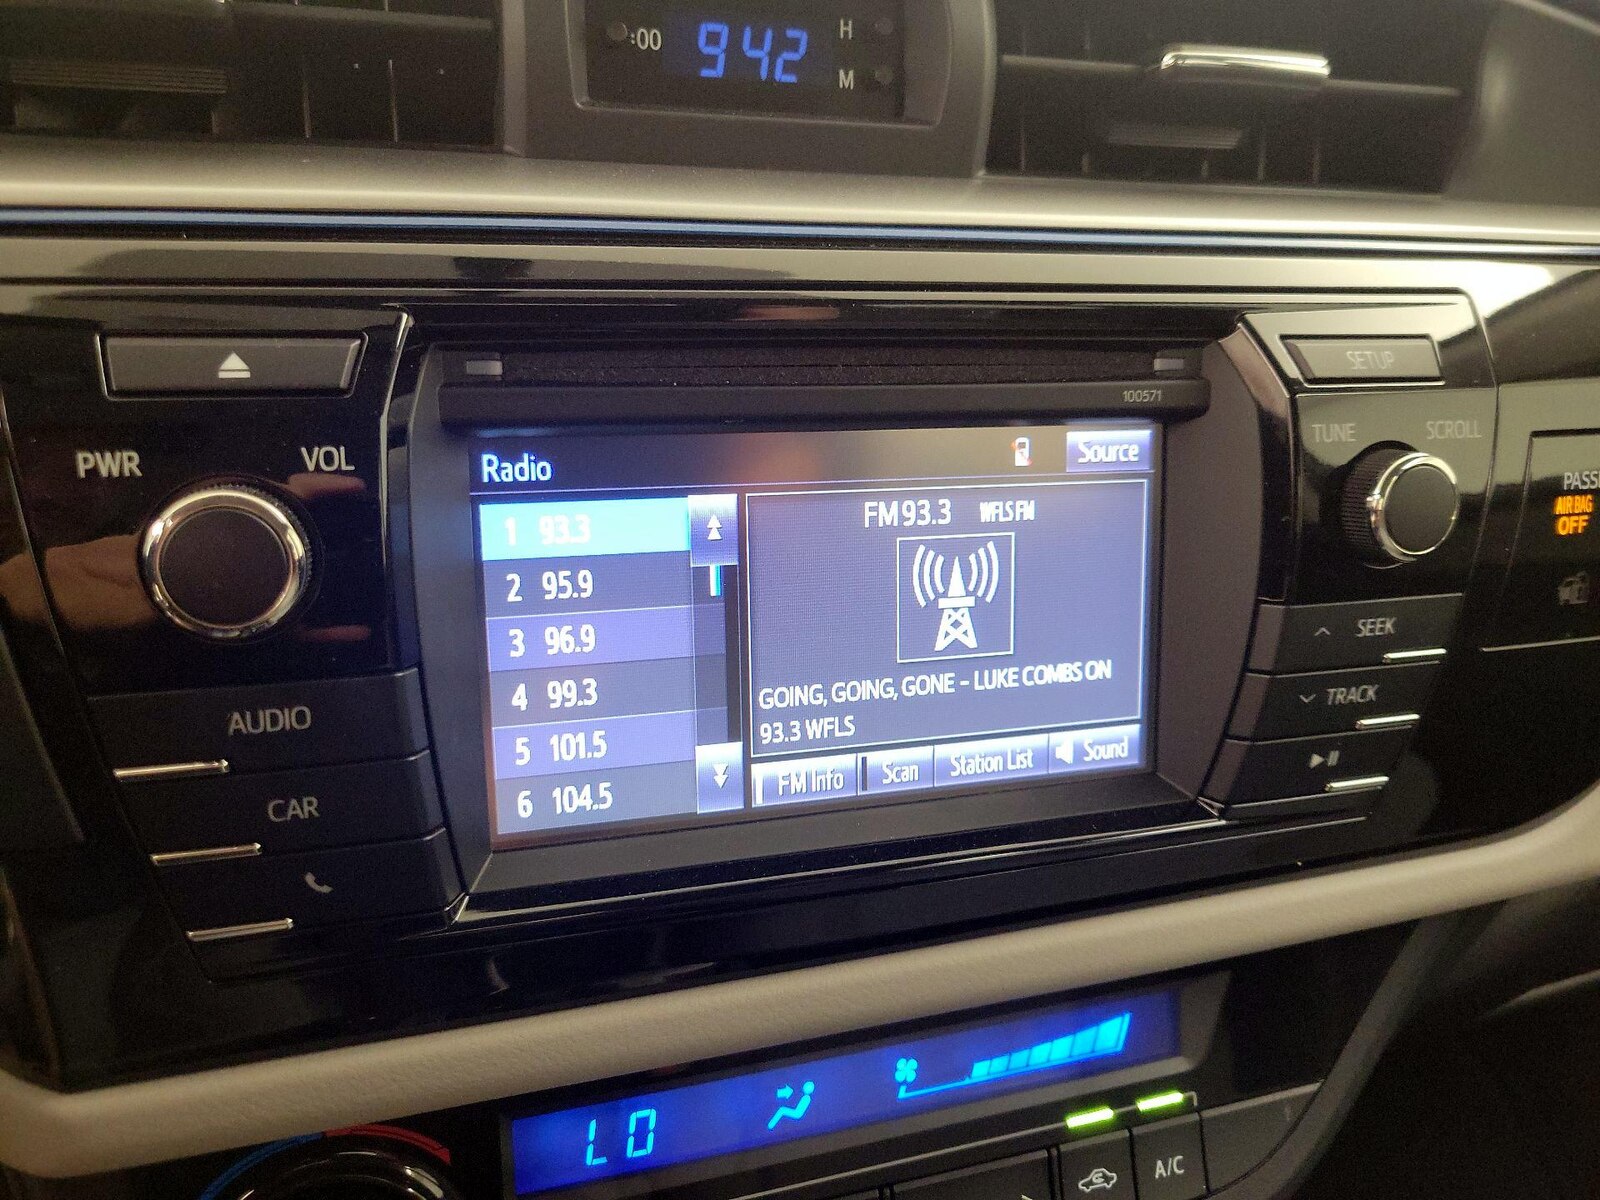 :00 942 H
M
SETUP
100571
PWR VOL
TUNE SCROLL
Radio Source
1 93.3
2 95.9
3 96.9
4 99.3
5 101.5
6 104.5
FM 93.3 WFLS FM
GOING, GOING, GONE - LUKE COMBS ON
93.3 WFLS
FM Info Scan Station List Sound
AUDIO
CAR
SEEK
TRACK
AIR BAG
OFF
LO
A/C